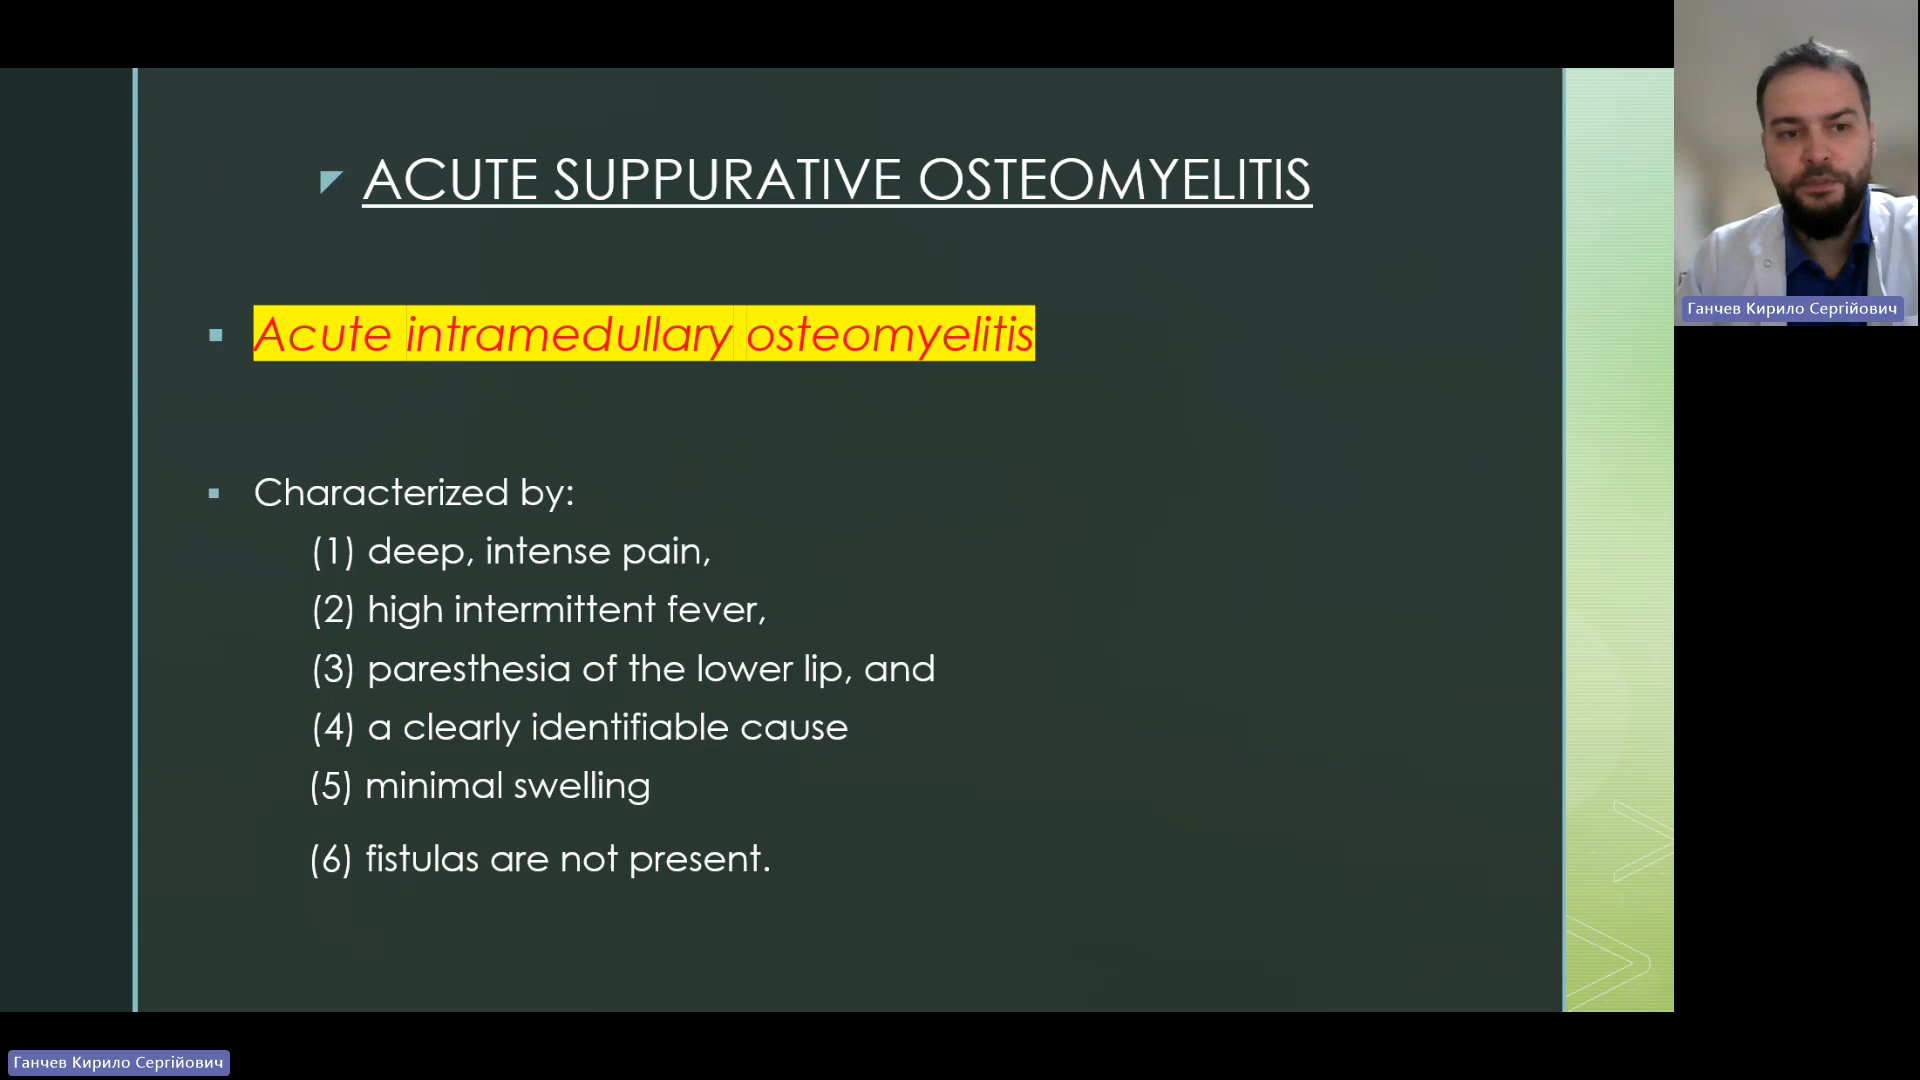 ACUTE SUPPURATIVE OSTEOMYELITIS
Acute intramedullary osteomyelitis
Characterized by:
(1) deep, intense pain,
(2) high intermittent fever,
(3) paresthesia of the lower lip, and
(4) a clearly identifiable cause
(5) minimal swelling
(6) fistulas are not present.
Ганчев Кирило Сергійович
Ганчев Кирило Сергійович